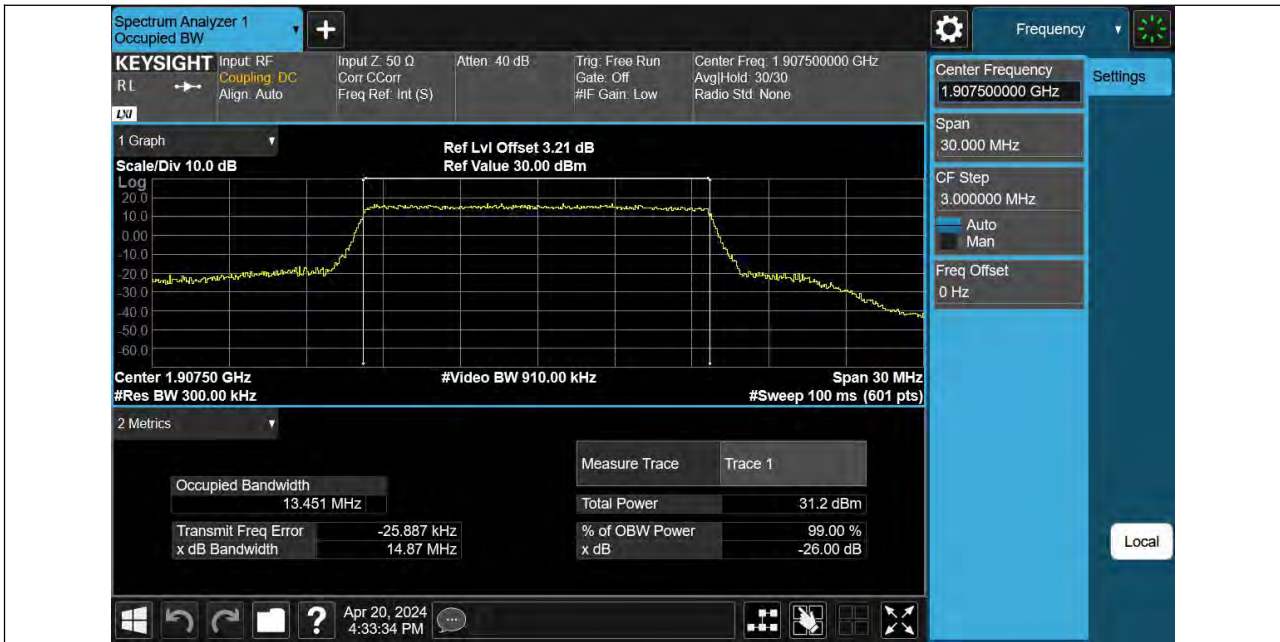 Spectrum Analyzer 1
Occupied BW
Frequency
KEYSIGHT
RL
LXI
Input: RF
Coupling: DC
Align: Auto
Input Z: 50 Ω
Corr CCorr
Freq Ref: Int (S)
Atten: 40 dB
Trig: Free Run
Gate: Off
#IF Gain: Low
Center Freq: 1.907500000 GHz
Avg|Hold: 30/30
Radio Std: None
Center Frequency
1.907500000 GHz
Settings
Span
30.000 MHz
CF Step
3.000000 MHz
Auto
Man
Freq Offset
0 Hz
1 Graph
Scale/Div 10.0 dB
Ref Lvl Offset 3.21 dB
Ref Value 30.00 dBm
Log
20.0
10.0
0.00
-10.0
-20.0
-30.0
-40.0
-50.0
-60.0
Center 1.90750 GHz
#Video BW 910.00 kHz
Span 30 MHz
#Res BW 300.00 kHz
#Sweep 100 ms (601 pts)
2 Metrics
Measure Trace Trace 1
Occupied Bandwidth
13.451 MHz
Total Power 31.2 dBm
Transmit Freq Error -25.887 kHz
% of OBW Power 99.00 %
x dB Bandwidth 14.87 MHz
x dB -26.00 dB
Local
?
Apr 20, 2024
4:33:34 PM